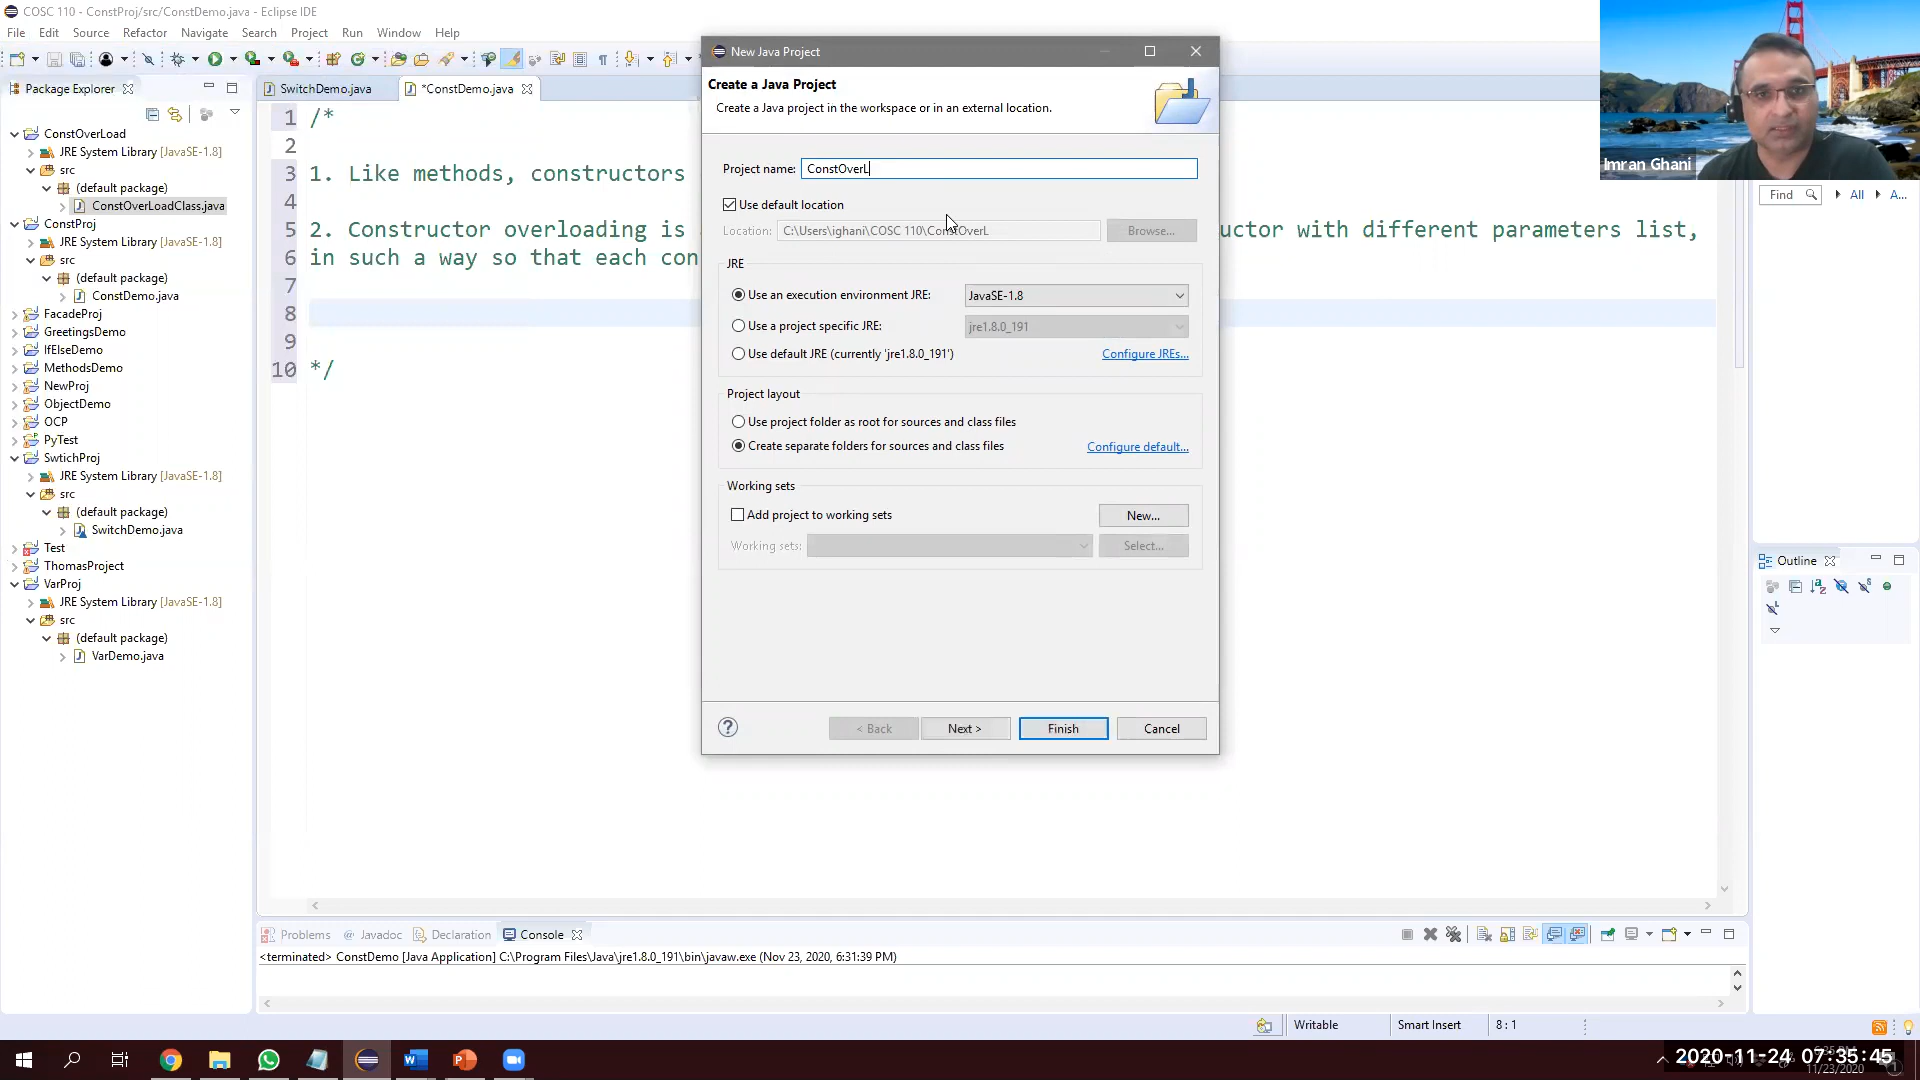 COSC 110 - ConstProj/src/ConstDemo.java - Eclipse IDE
File Edit Source Refactor Navigate Search Project Run Window Help
Package Explorer
ConstOverLoad
JRE System Library [JavaSE-1.8]
src
(default package)
ConstOverLoadClass.java
ConstProj
JRE System Library [JavaSE-1.8]
src
(default package)
ConstDemo.java
FacadeProj
GreetingsDemo
IfElseDemo
MethodsDemo
NewProj
ObjectDemo
OCP
PyTest
SwtichProj
JRE System Library [JavaSE-1.8]
src
(default package)
SwitchDemo.java
Test
ThomasProject
VarProj
JRE System Library [JavaSE-1.8]
src
(default package)
VarDemo.java
SwitchDemo.java *ConstDemo.java
1 /*
2
3 1. Like methods, constructors
4
5 2. Constructor overloading is uctor with different parameters list,
6 in such a way so that each con
7
8
9
10 */
New Java Project
Create a Java Project
Create a Java project in the workspace or in an external location.
Project name: ConstOverL
Use default location
Location: C:\Users\ighani\COSC 110\ConstOverL Browse...
JRE
Use an execution environment JRE: JavaSE-1.8
Use a project specific JRE: jre1.8.0_191
Use default JRE (currently 'jre1.8.0_191') Configure JREs...
Project layout
Use project folder as root for sources and class files
Create separate folders for sources and class files Configure default...
Working sets
Add project to working sets New...
Working sets: Select...
? < Back Next > Finish Cancel
Imran Ghani
Find All A...
Outline
Problems @ Javadoc Declaration Console
<terminated> ConstDemo [Java Application] C:\Program Files\Java\jre1.8.0_191\bin\javaw.exe (Nov 23, 2020, 6:31:39 PM)
Writable Smart Insert 8 : 1
2020-11-24 07:35:45
11/23/2020